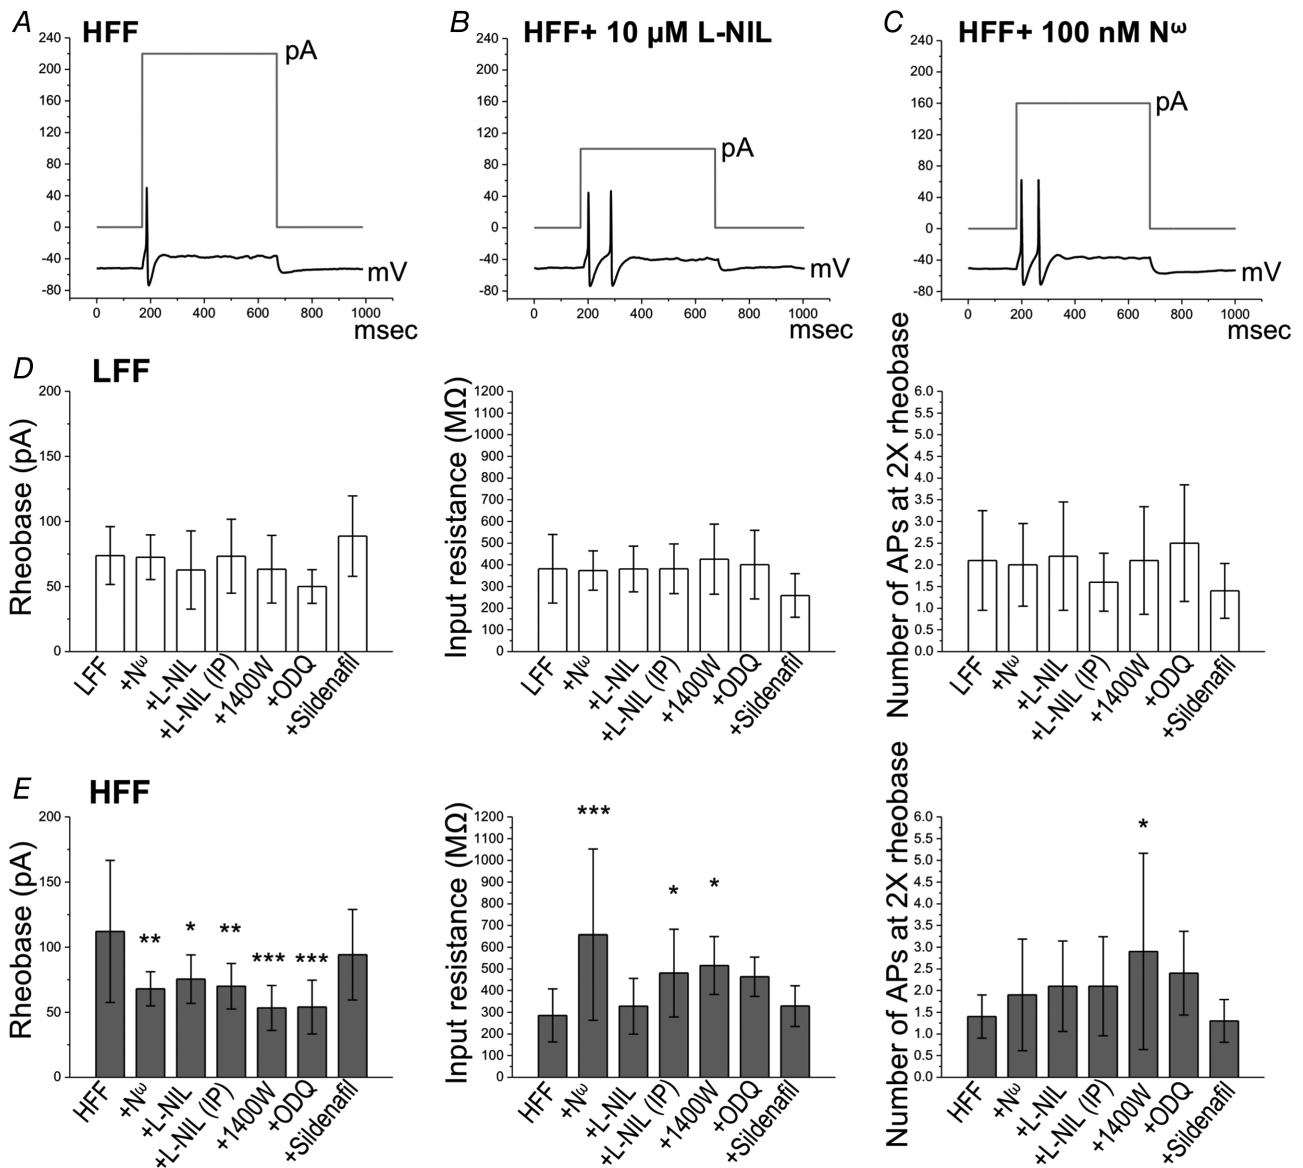 A HFF
240
200
160
120
80
40
0
-40
-80
pA
mV
0 200 400 600 800 1000
msec
B HFF+ 10 µM L-NIL
240
200
160
120
80
40
0
-40
-80
pA
mV
0 200 400 600 800 1000
msec
C HFF+ 100 nM Nω
240
200
160
120
80
40
0
-40
-80
pA
mV
0 200 400 600 800 1000
msec
D LFF
Rheobase (pA)
200
150
100
50
0
LFF +Nω +L-NIL +L-NIL (IP) +1400W +ODQ +Sildenafil
Input resistance (MΩ)
1200
1100
1000
900
800
700
600
500
400
300
200
100
0
LFF +Nω +L-NIL +L-NIL (IP) +1400W +ODQ +Sildenafil
Number of APs at 2X rheobase
6.0
5.5
5.0
4.5
4.0
3.5
3.0
2.5
2.0
1.5
1.0
0.5
0.0
LFF +Nω +L-NIL +L-NIL (IP) +1400W +ODQ +Sildenafil
E HFF
Rheobase (pA)
200
150
100
50
0
** * ** *** ***
HFF +Nω +L-NIL +L-NIL (IP) +1400W +ODQ +Sildenafil
Input resistance (MΩ)
1200
1100
1000
900
800
700
600
500
400
300
200
100
0
*** * *
HFF +Nω +L-NIL +L-NIL (IP) +1400W +ODQ +Sildenafil
Number of APs at 2X rheobase
6.0
5.5
5.0
4.5
4.0
3.5
3.0
2.5
2.0
1.5
1.0
0.5
0.0
*
HFF +Nω +L-NIL +L-NIL (IP) +1400W +ODQ +Sildenafil